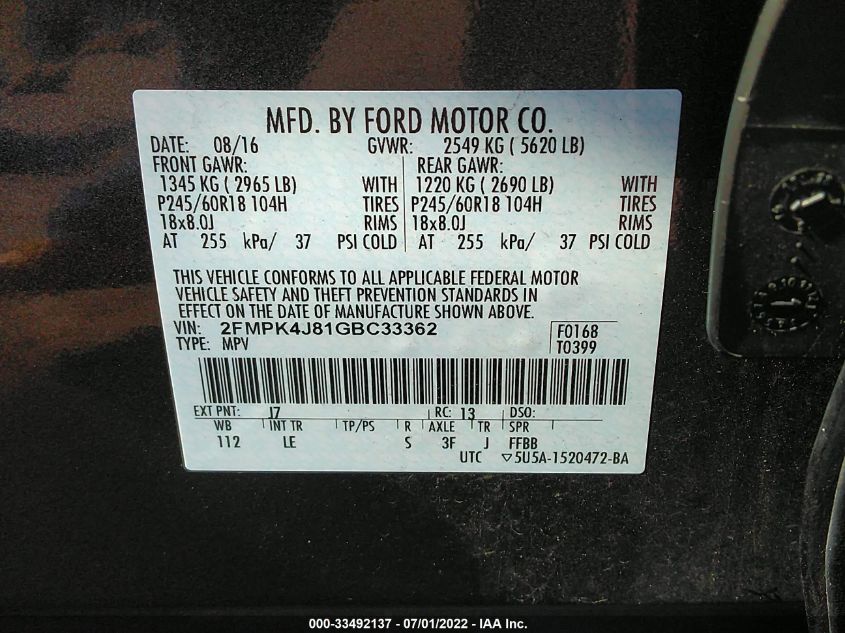 MFD. BY FORD MOTOR CO.
DATE: 08/16 GVWR: 2549 KG ( 5620 LB)
FRONT GAWR: REAR GAWR:
1345 KG ( 2965 LB) WITH 1220 KG ( 2690 LB) WITH
P245/60R18 104H TIRES P245/60R18 104H TIRES
18x8.0J RIMS 18x8.0J RIMS
AT 255 kPa/ 37 PSI COLD AT 255 kPa/ 37 PSI COLD
THIS VEHICLE CONFORMS TO ALL APPLICABLE FEDERAL MOTOR
VEHICLE SAFETY AND THEFT PREVENTION STANDARDS IN
EFFECT ON THE DATE OF MANUFACTURE SHOWN ABOVE.
VIN: 2FMPK4J81GBC33362 F0168
TYPE: MPV T0399
EXT PNT: J7 RC: 13 DSO:
WB INT TR TP/PS R AXLE TR SPR
112 LE S 3F J FFBB
UTC ▽5U5A-1520472-BA
000-33492137 - 07/01/2022 - IAA Inc.